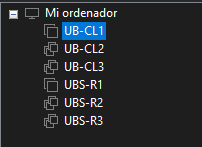 Mi ordenador
UB-CL1
UB-CL2
UB-CL3
UBS-R1
UBS-R2
UBS-R3